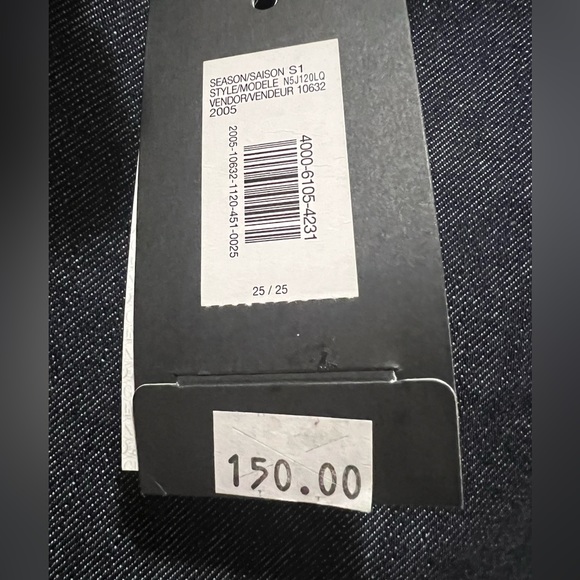 SEASON/SAISON S1
STYLE/MODELE N5J120LQ
VENDOR/VENDEUR 10632
2005
4000-6105-4231
2005-10632-1120-451-0025
25 / 25
150.00